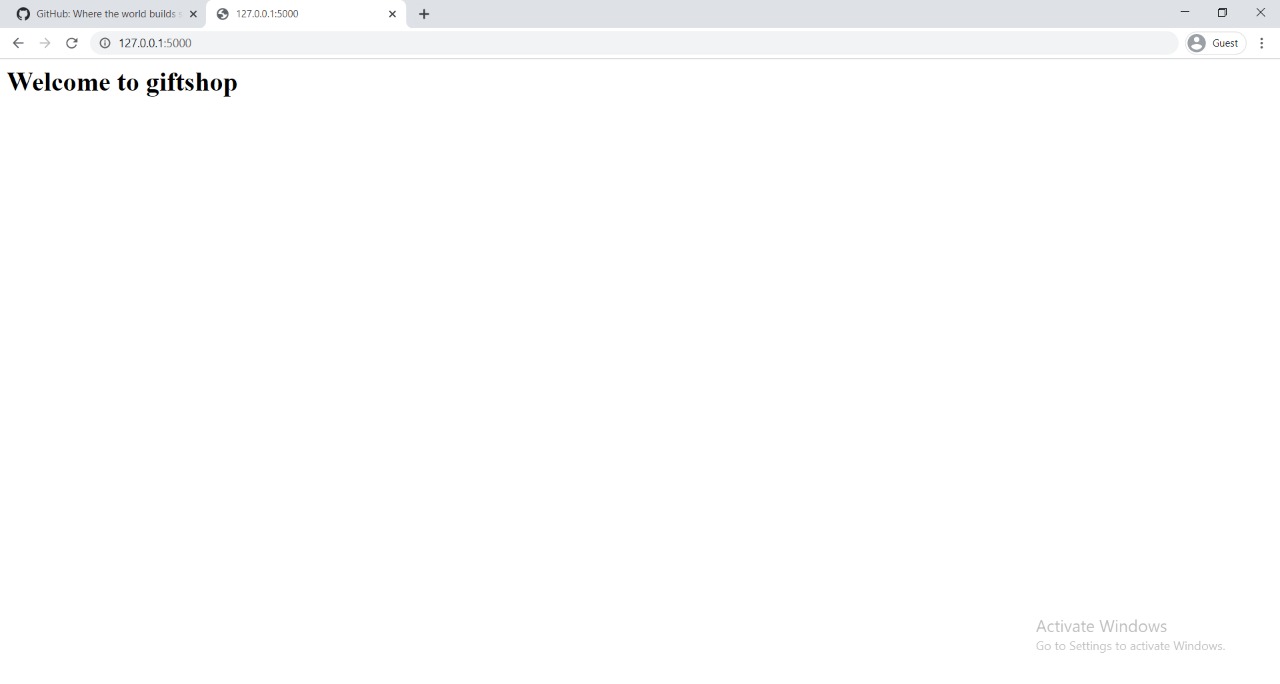 GitHub: Where the world builds
127.0.0.1:5000
127.0.0.1:5000
Guest
Welcome to giftshop
Activate Windows
Go to Settings to activate Windows.